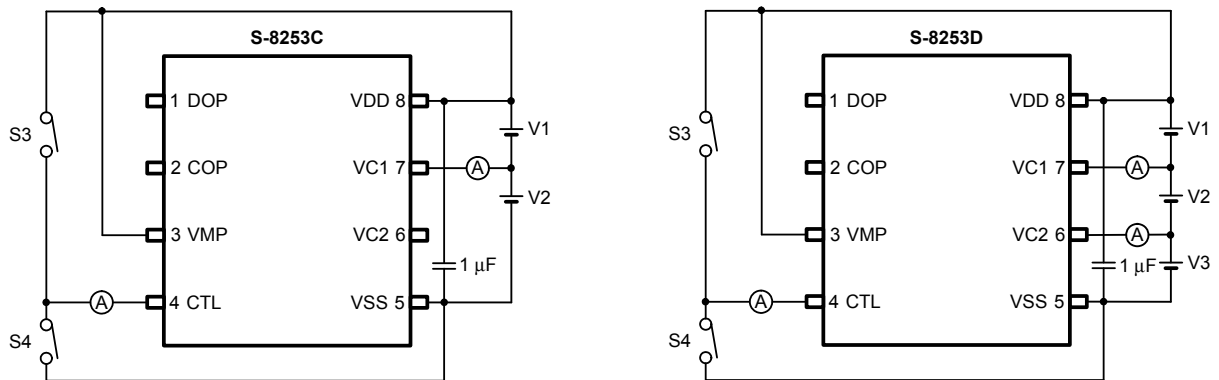 S-8253C
1 DOP
VDD 8
S3
V1
2 COP
VC1 7
A
V2
3 VMP
VC2 6
1 μF
A
4 CTL
VSS 5
S4
S-8253D
1 DOP
VDD 8
S3
V1
2 COP
VC1 7
A
V2
3 VMP
VC2 6
A
1 μF
V3
A
4 CTL
VSS 5
S4